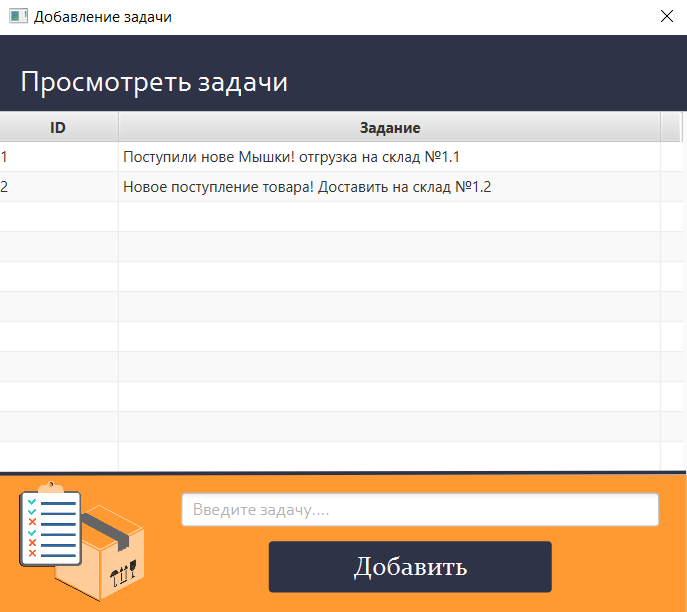 Добавление задачи
Просмотреть задачи
ID Задание
1 Поступили нове Мышки! отгрузка на склад №1.1
2 Новое поступление товара! Доставить на склад №1.2
Введите задачу....
Добавить